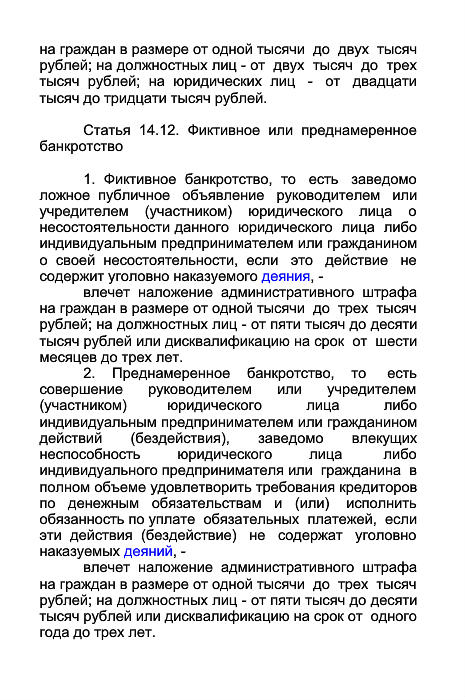 на граждан в размере от одной тысячи до двух тысяч
рублей; на должностных лиц - от двух тысяч до трех
тысяч рублей; на юридических лиц - от двадцати
тысяч до тридцати тысяч рублей.
Статья 14.12. Фиктивное или преднамеренное
банкротство
1. Фиктивное банкротство, то есть заведомо
ложное публичное объявление руководителем или
учредителем (участником) юридического лица о
несостоятельности данного юридического лица либо
индивидуальным предпринимателем или гражданином
о своей несостоятельности, если это действие не
содержит уголовно наказуемого деяния, -
влечет наложение административного штрафа
на граждан в размере от одной тысячи до трех тысяч
рублей; на должностных лиц - от пяти тысяч до десяти
тысяч рублей или дисквалификацию на срок от шести
месяцев до трех лет.
2. Преднамеренное банкротство, то есть
совершение руководителем или учредителем
(участником) юридического лица либо
индивидуальным предпринимателем или гражданином
действий (бездействия), заведомо влекущих
неспособность юридического лица либо
индивидуального предпринимателя или гражданина в
полном объеме удовлетворить требования кредиторов
по денежным обязательствам и (или) исполнить
обязанность по уплате обязательных платежей, если
эти действия (бездействие) не содержат уголовно
наказуемых деяний, -
влечет наложение административного штрафа
на граждан в размере от одной тысячи до трех тысяч
рублей; на должностных лиц - от пяти тысяч до десяти
тысяч рублей или дисквалификацию на срок от одного
года до трех лет.